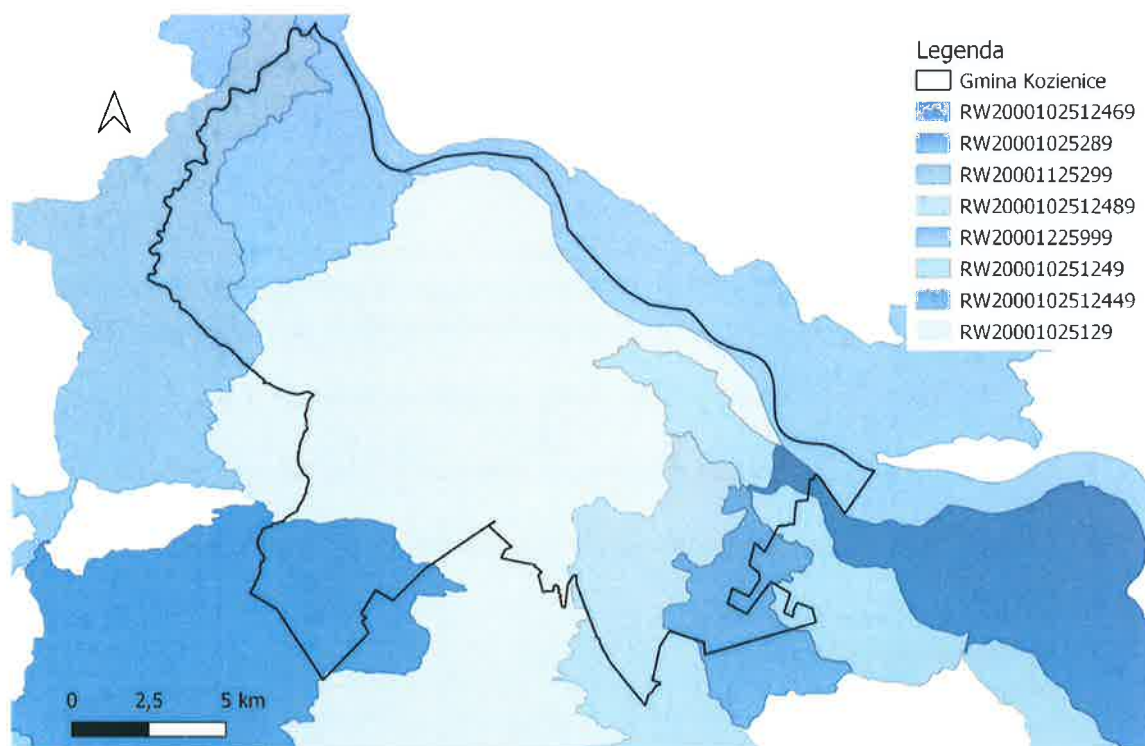 Legenda
Gmina Kozienice
RW2000102512469
RW20001025289
RW20001125299
RW2000102512489
RW20001225999
RW200010251249
RW2000102512449
RW20001025129
0 2,5 5 km